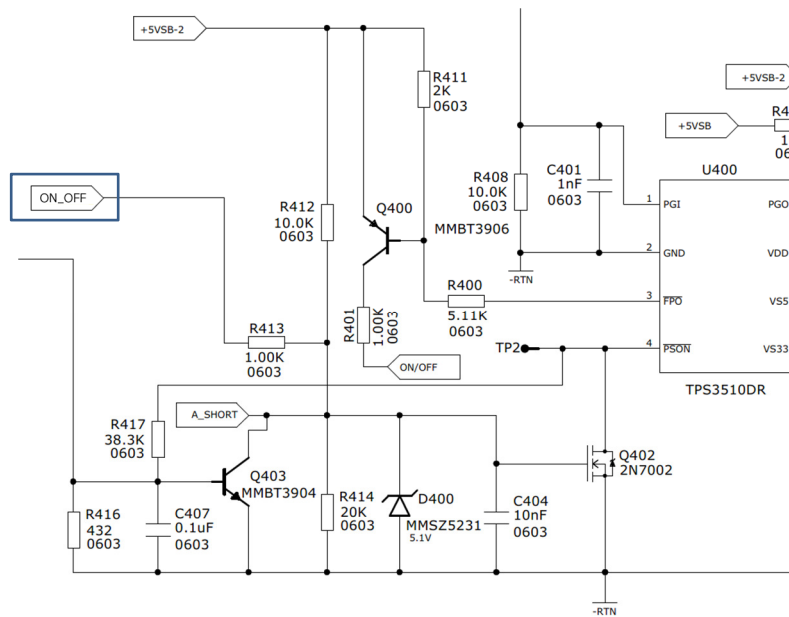 +5VSB-2
R411
2K
0603
+5VSB-2
+5VSB
R4
1
06
U400
ON_OFF
R412
10.0K
0603
Q400
MMBT3906
R408
10.0K
0603
C401
1nF
0603
1
PGI
PGO
2
GND
VDD
-RTN
R400
5.11K
0603
3
FPO
VS5
R401
1.00K
0603
R413
1.00K
0603
ON/OFF
TP2
4
PSON
VS33
TPS3510DR
R417
38.3K
0603
A_SHORT
Q403
MMBT3904
Q402
2N7002
R416
432
0603
C407
0.1uF
0603
R414
20K
0603
D400
MMSZ5231
5.1V
C404
10nF
0603
-RTN